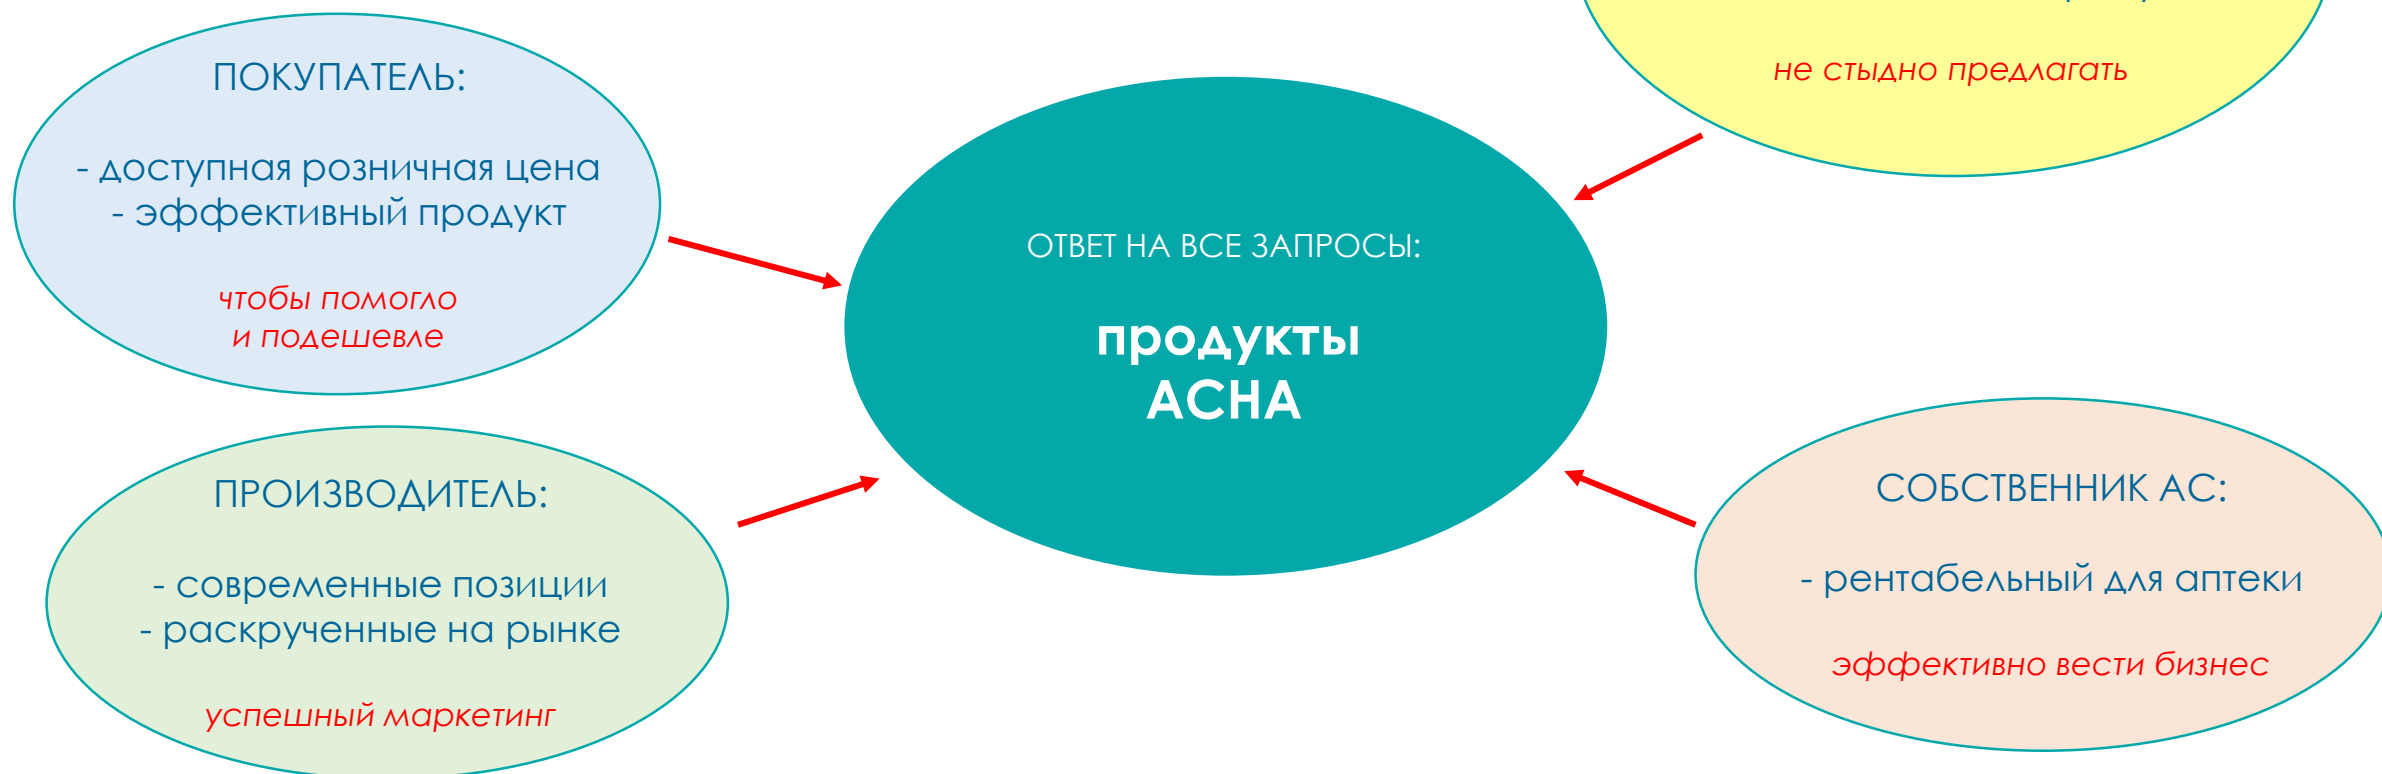 ПОКУПАТЕЛЬ:
- доступная розничная цена
- эффективный продукт
чтобы помогло
и подешевле
не стыдно предлагать
ОТВЕТ НА ВСЕ ЗАПРОСЫ:
продукты
АСНА
ПРОИЗВОДИТЕЛЬ:
- современные позиции
- раскрученные на рынке
успешный маркетинг
СОБСТВЕННИК АС:
- рентабельный для аптеки
эффективно вести бизнес